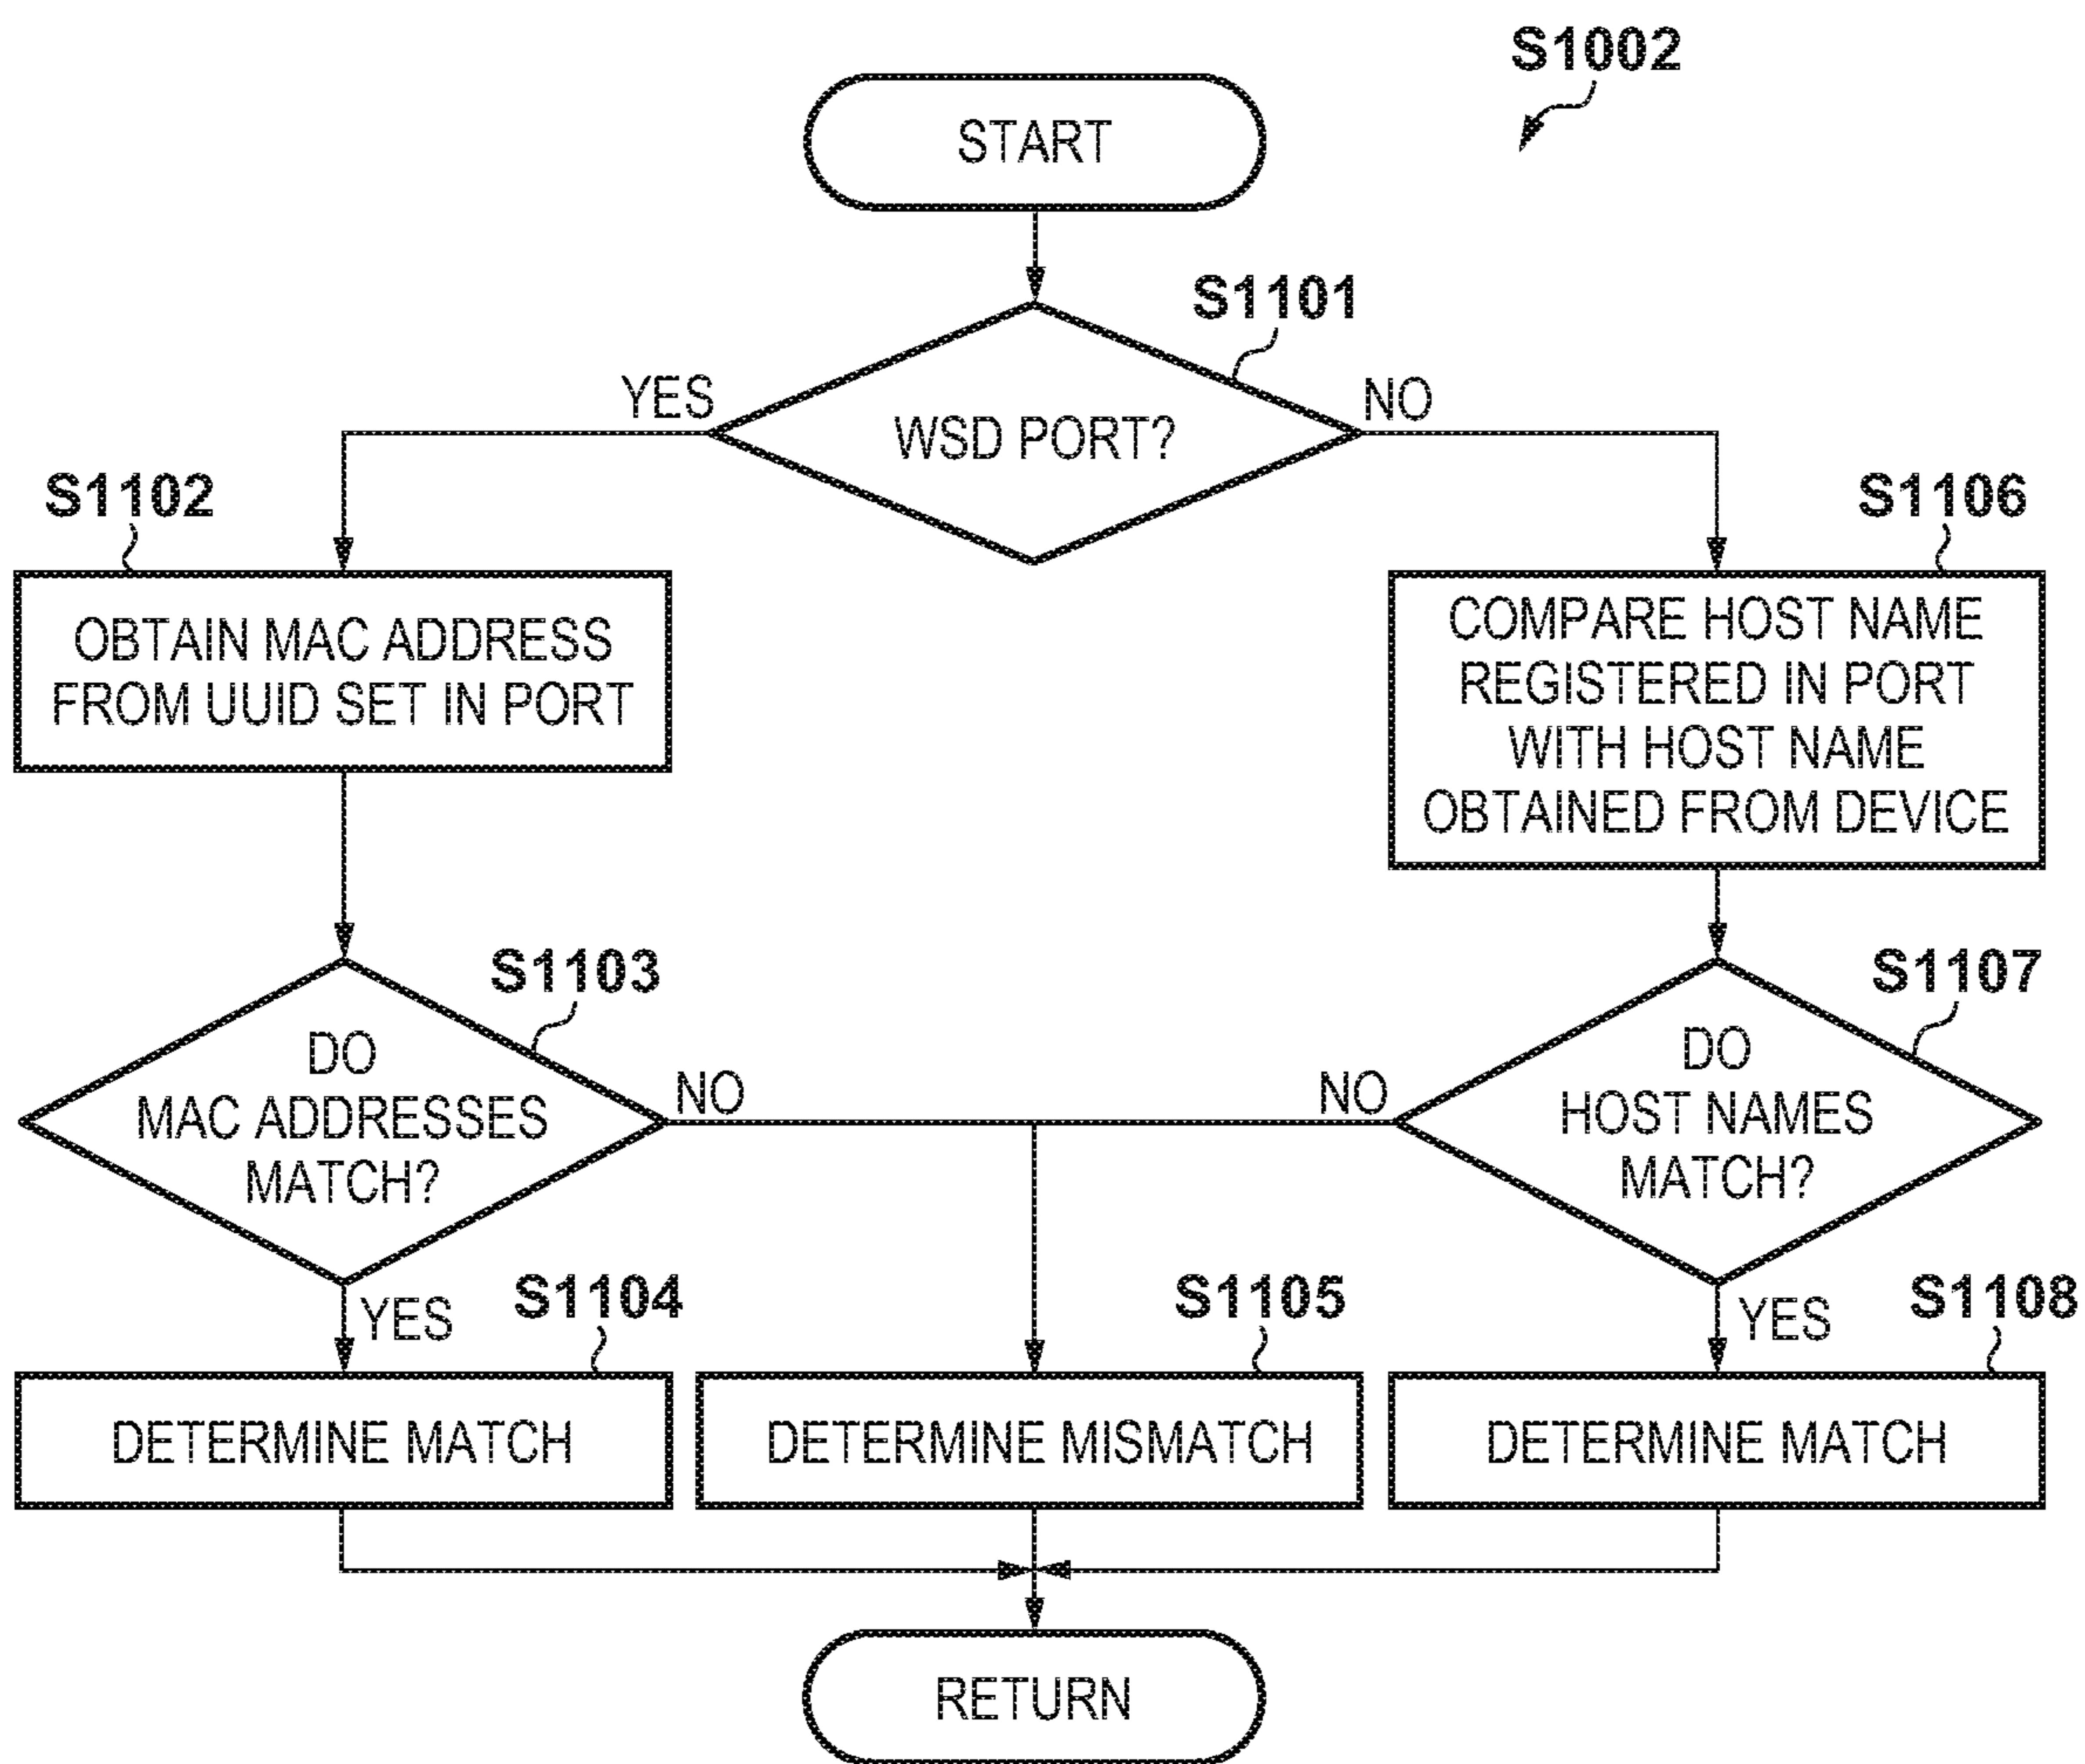 S1002
START
S1101
YES
NO
WSD PORT?
S1102
S1106
OBTAIN MAC ADDRESS
FROM UUID SET IN PORT
COMPARE HOST NAME
REGISTERED IN PORT
WITH HOST NAME
OBTAINED FROM DEVICE
S1103
S1107
DO
MAC ADDRESSES
MATCH?
NO
NO
DO
HOST NAMES
MATCH?
YES
S1104
S1105
YES
S1108
DETERMINE MATCH
DETERMINE MISMATCH
DETERMINE MATCH
RETURN